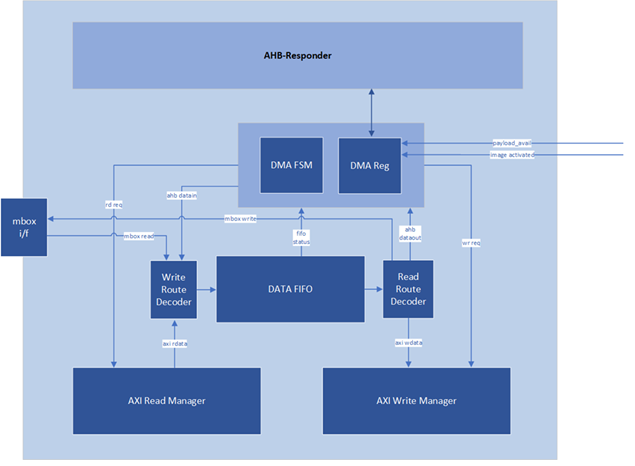 AHB-Responder
payload_avail
image activated
DMA FSM
DMA Reg
rd req
ahb datain
mbox
i/f
mbox write
mbox read
fifo
status
ahb
dataout
wr req
Write
Route
Decoder
DATA FIFO
Read
Route
Decoder
axi rdata
axi wdata
AXI Read Manager
AXI Write Manager